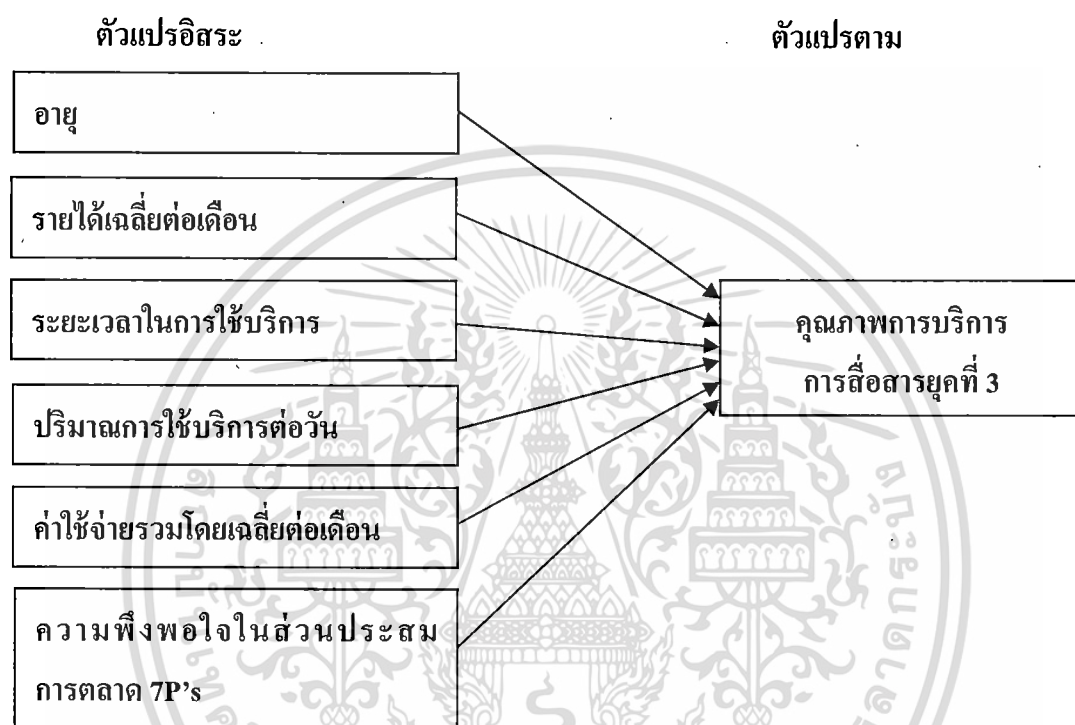 ตัวแปรอิสระ
ตัวแปรตาม
อายุ
รายได้เฉลี่ยต่อเดือน
ระยะเวลาในการใช้บริการ
ปริมาณการใช้บริการต่อวัน
ค่าใช้จ่ายรวมโดยเฉลี่ยต่อเดือน
ความพึงพอใจในส่วนประสม
การตลาด 7P's
คุณภาพการบริการ
การสื่อสารยุคที่ 3